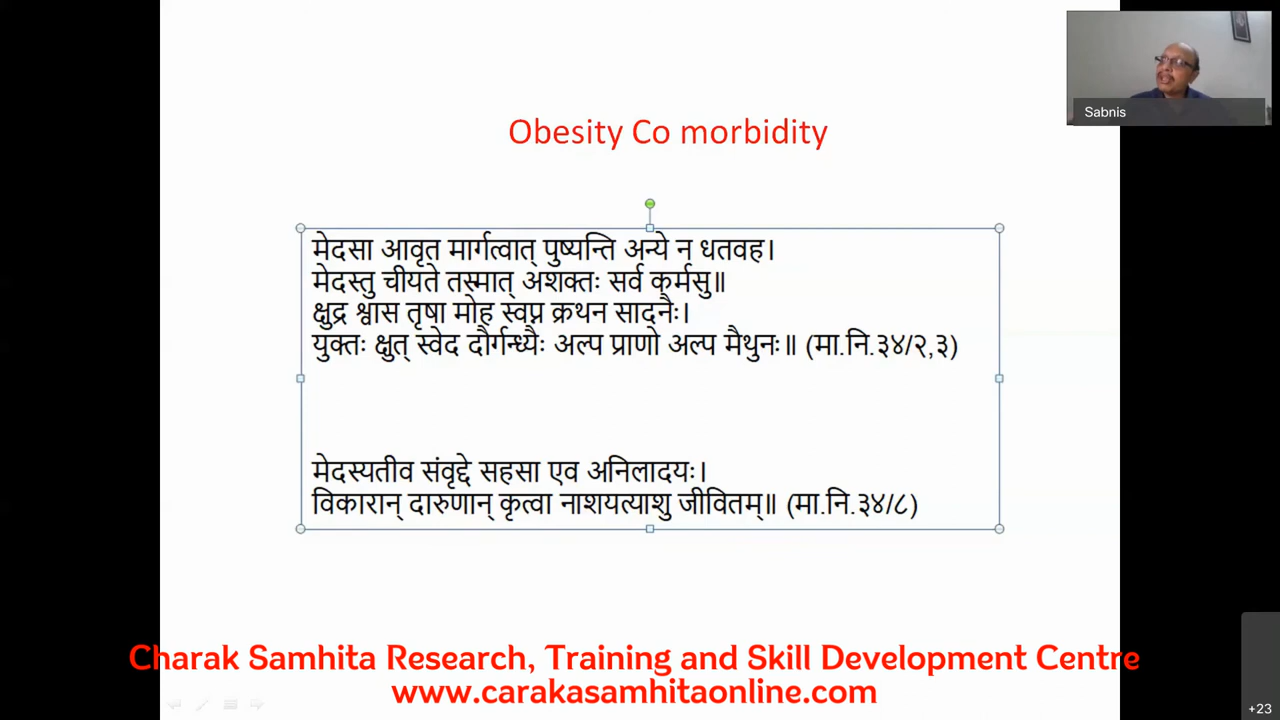 Sabnis
Obesity Co morbidity
मेदसा आवृत मार्गत्वात् पुष्यन्ति अन्ये न धतवह।
मेदस्तु चीयते तस्मात् अशक्तः सर्व कर्मसु॥
क्षुद्र श्वास तृषा मोह स्वप्न क्रथन सादनैः।
युक्तः क्षुत् स्वेद दौर्गन्ध्यैः अल्प प्राणो अल्प मैथुनः॥ (मा.नि.३४/२,३)
मेदस्यतीव संवृद्दे सहसा एव अनिलादयः।
विकारान् दारुणान् कृत्वा नाशयत्याशु जीवितम्॥ (मा.नि.३४/८)
Charak Samhita Research, Training and Skill Development Centre
www.carakasamhitaonline.com
+23